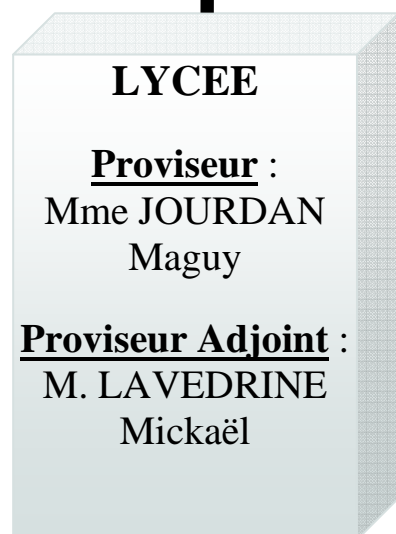 LYCEE
Proviseur :
Mme JOURDAN
Maguy
Proviseur Adjoint :
M. LAVEDRINE
Mickaël